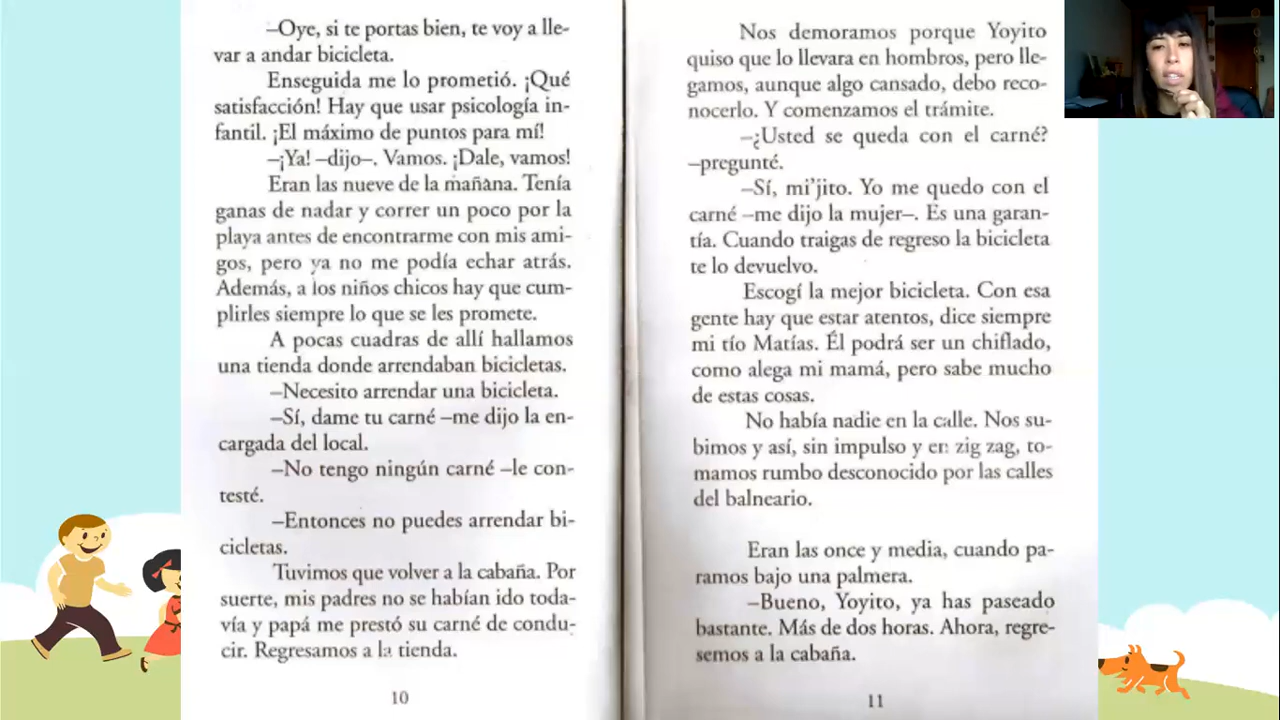 –Oye, si te portas bien, te voy a lle-
var a andar bicicleta.
Enseguida me lo prometió. ¡Qué
satisfacción! Hay que usar psicología in-
fantil. ¡El máximo de puntos para mí!
–¡Ya! –dijo–. Vamos. ¡Dale, vamos!
Eran las nueve de la mañana. Tenía
ganas de nadar y correr un poco por la
playa antes de encontrarme con mis ami-
gos, pero ya no me podía echar atrás.
Además, a los niños chicos hay que cum-
plirles siempre lo que se les promete.
A pocas cuadras de allí hallamos
una tienda donde arrendaban bicicletas.
–Necesito arrendar una bicicleta.
–Sí, dame tu carné –me dijo la en-
cargada del local.
–No tengo ningún carné –le con-
testé.
–Entonces no puedes arrendar bi-
cicletas.
Tuvimos que volver a la cabaña. Por
suerte, mis padres no se habían ido toda-
vía y papá me prestó su carné de condu-
cir. Regresamos a la tienda.
10
Nos demoramos porque Yoyito
quiso que lo llevara en hombros, pero lle-
gamos, aunque algo cansado, debo reco-
nocerlo. Y comenzamos el trámite.
–¿Usted se queda con el carné?
–pregunté.
–Sí, mi'jito. Yo me quedo con el
carné –me dijo la mujer–. Es una garan-
tía. Cuando traigas de regreso la bicicleta
te lo devuelvo.
Escogí la mejor bicicleta. Con esa
gente hay que estar atentos, dice siempre
mi tío Matías. Él podrá ser un chiflado,
como alega mi mamá, pero sabe mucho
de estas cosas.
No había nadie en la calle. Nos su-
bimos y así, sin impulso y en zig zag, to-
mamos rumbo desconocido por las calles
del balneario.
Eran las once y media, cuando pa-
ramos bajo una palmera.
–Bueno, Yoyito, ya has paseado
bastante. Más de dos horas. Ahora, regre-
semos a la cabaña.
11